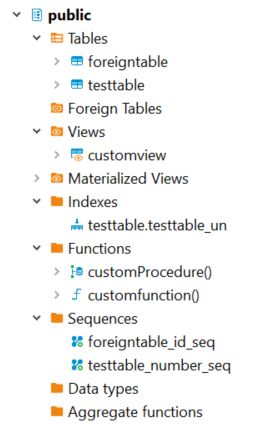 public
Tables
foreigntable
testtable
Foreign Tables
Views
customview
Materialized Views
Indexes
testtable.testtable_un
Functions
customProcedure()
customfunction()
Sequences
foreigntable_id_seq
testtable_number_seq
Data types
Aggregate functions